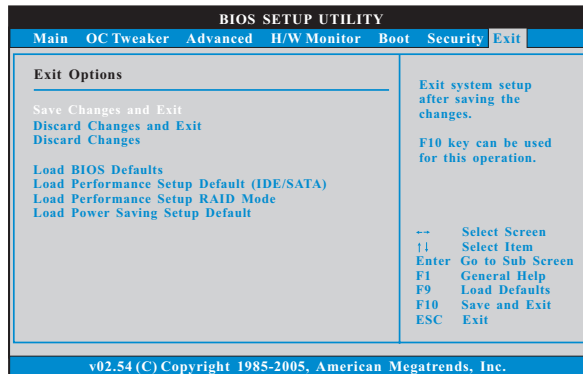 BIOS SETUP UTILITY
Main OC Tweaker Advanced H/W Monitor Boot Security Exit
Exit Options
Save Changes and Exit
Discard Changes and Exit
Discard Changes
Load BIOS Defaults
Load Performance Setup Default (IDE/SATA)
Load Performance Setup RAID Mode
Load Power Saving Setup Default
Exit system setup
after saving the
changes.
F10 key can be used
for this operation.
←→ Select Screen
↑↓ Select Item
Enter Go to Sub Screen
F1 General Help
F9 Load Defaults
F10 Save and Exit
ESC Exit
v02.54 (C) Copyright 1985-2005, American Megatrends, Inc.